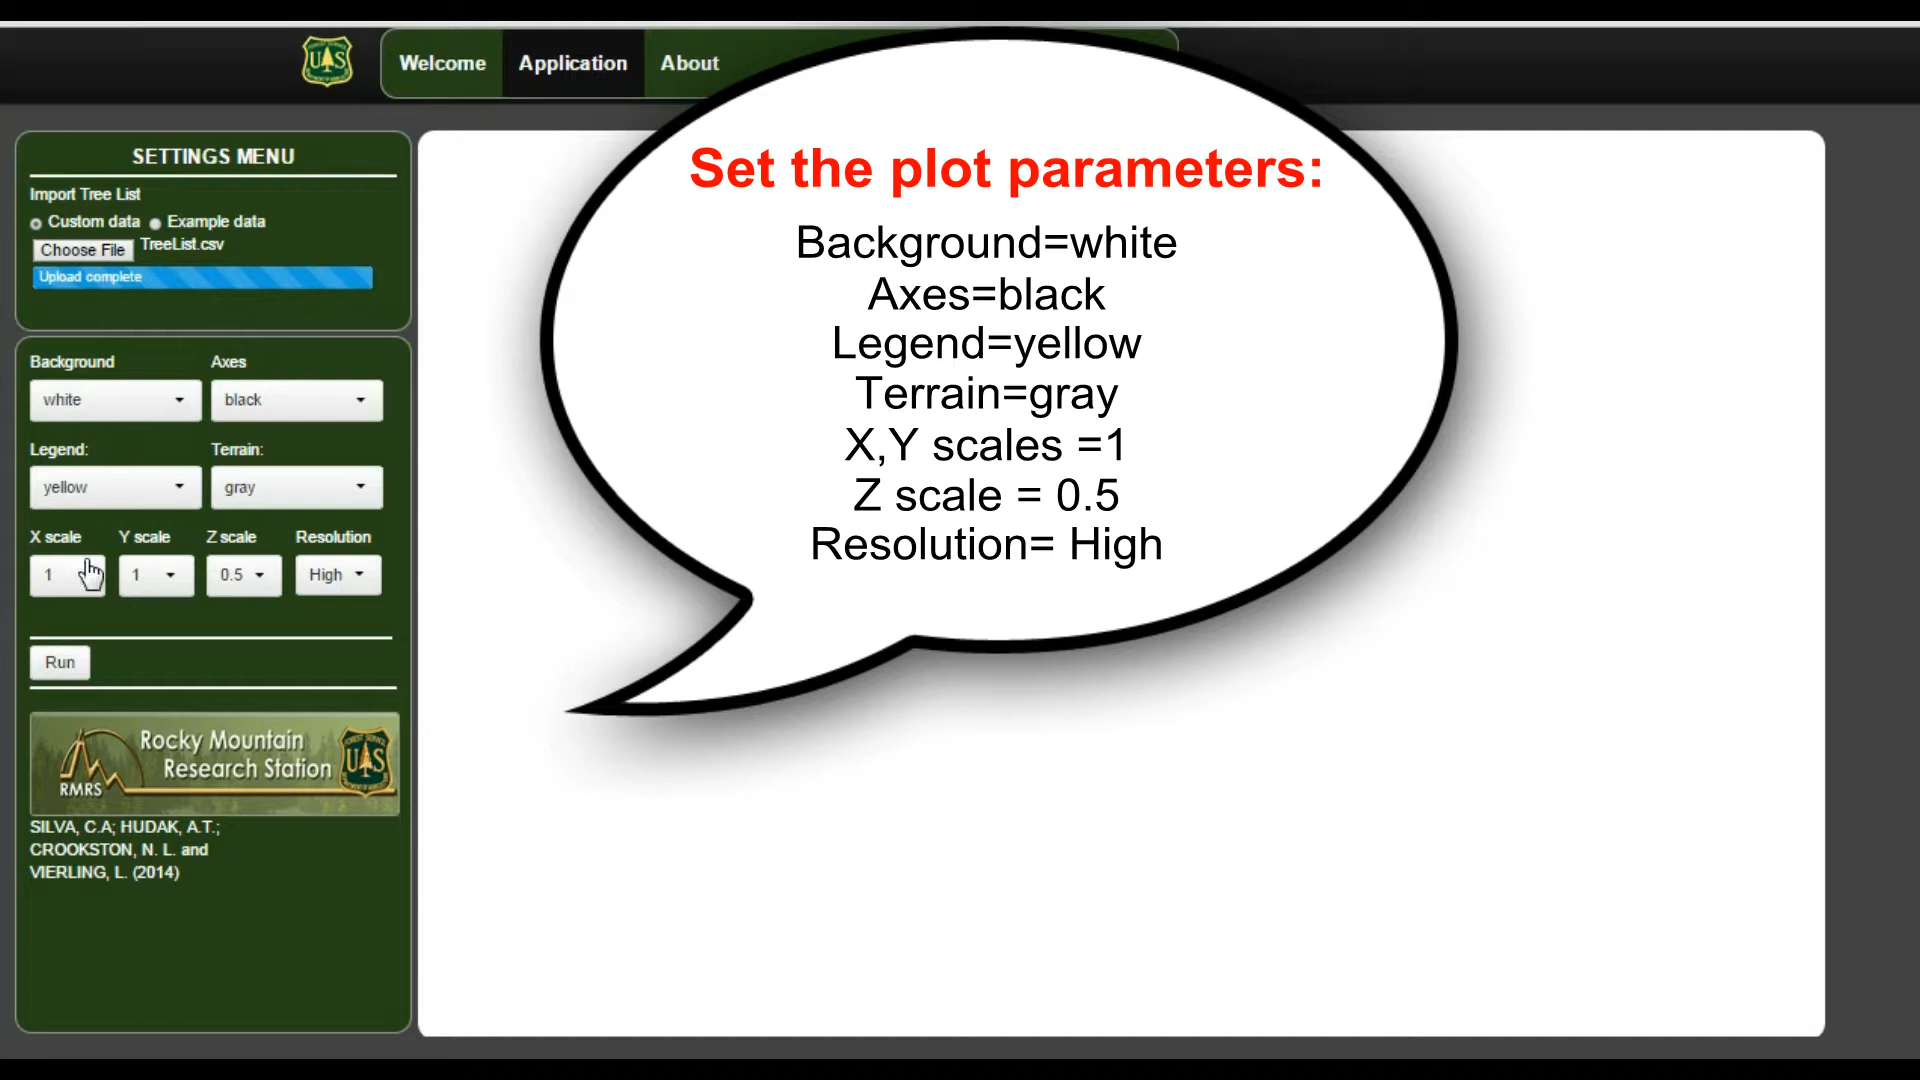 Welcome Application About
SETTINGS MENU
Import Tree List
Custom data Example data
Choose File TreeList.csv
Upload complete
Background Axes
white black
Legend: Terrain:
yellow gray
X scale Y scale Z scale Resolution
1 1 0.5 High
Run
Rocky Mountain
Research Station
RMRS
US
SILVA, C.A; HUDAK, A.T.;
CROOKSTON, N. L. and
VIERLING, L. (2014)
Set the plot parameters:
Background=white
Axes=black
Legend=yellow
Terrain=gray
X,Y scales =1
Z scale = 0.5
Resolution= High